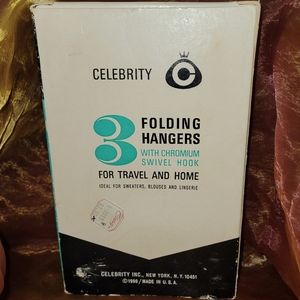 CELEBRITY
3 FOLDING
HANGERS
WITH CHROMIUM
SWIVEL HOOK
FOR TRAVEL AND HOME
IDEAL FOR SWEATERS, BLOUSES AND LINGERIE
CELEBRITY INC., NEW YORK, N.Y. 10451
MADE IN U.S.A.